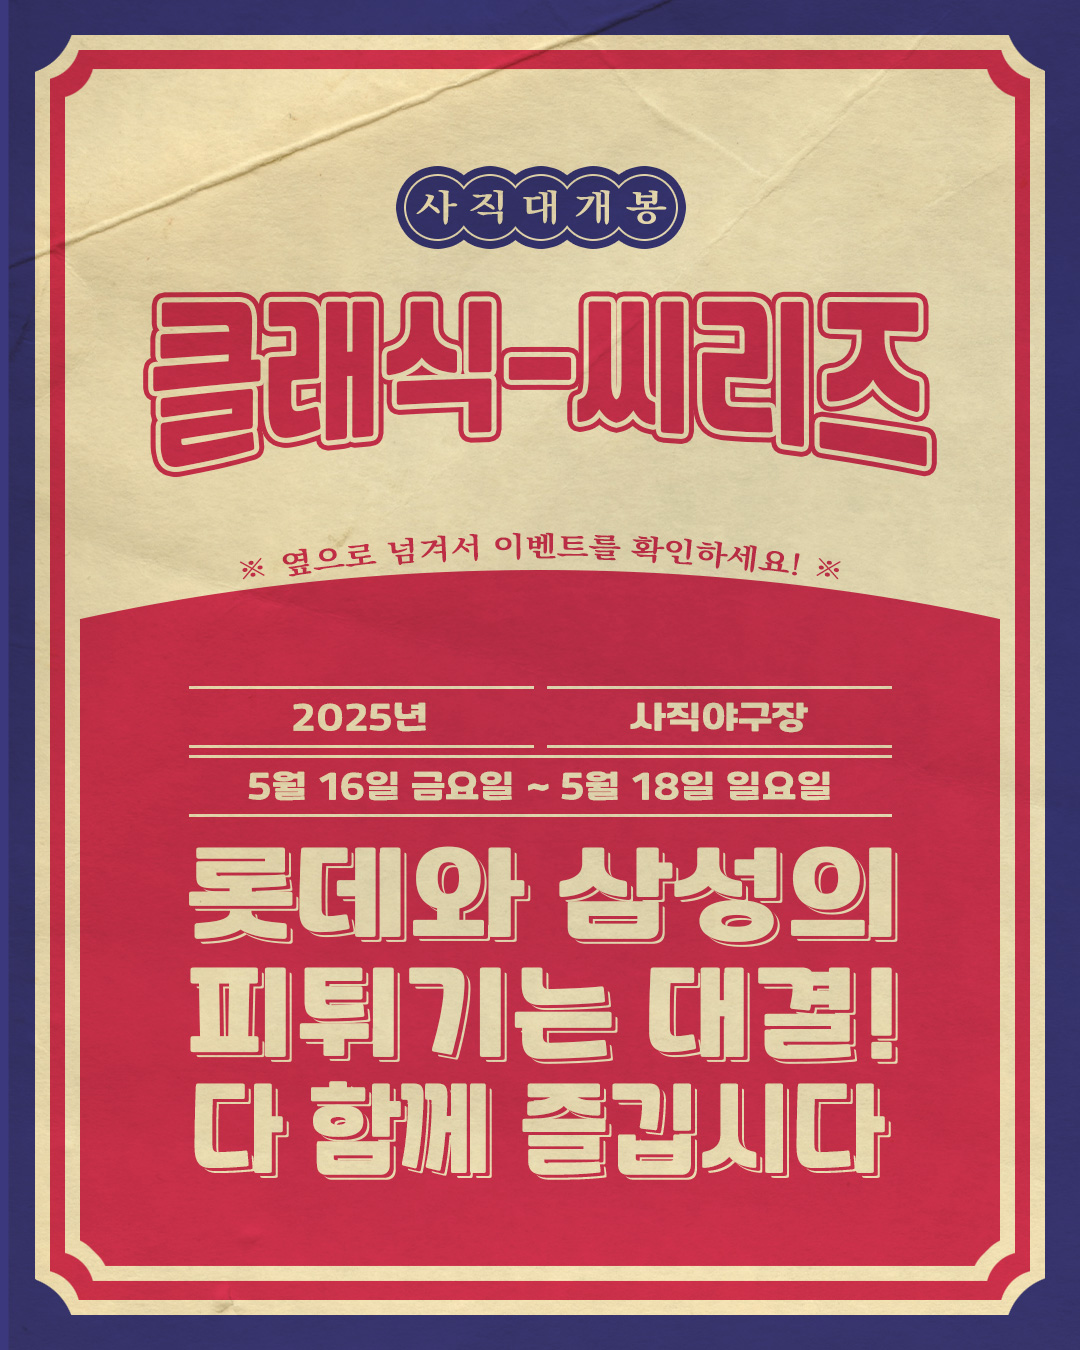 사직대개봉
클래식-씨리즈
※ 옆으로 넘겨서 이벤트를 확인하세요! ※
2025년 사직야구장
5월 16일 금요일 ~ 5월 18일 일요일
롯데와 삼성의
피튀기는 대결!
다 함께 즐깁시다